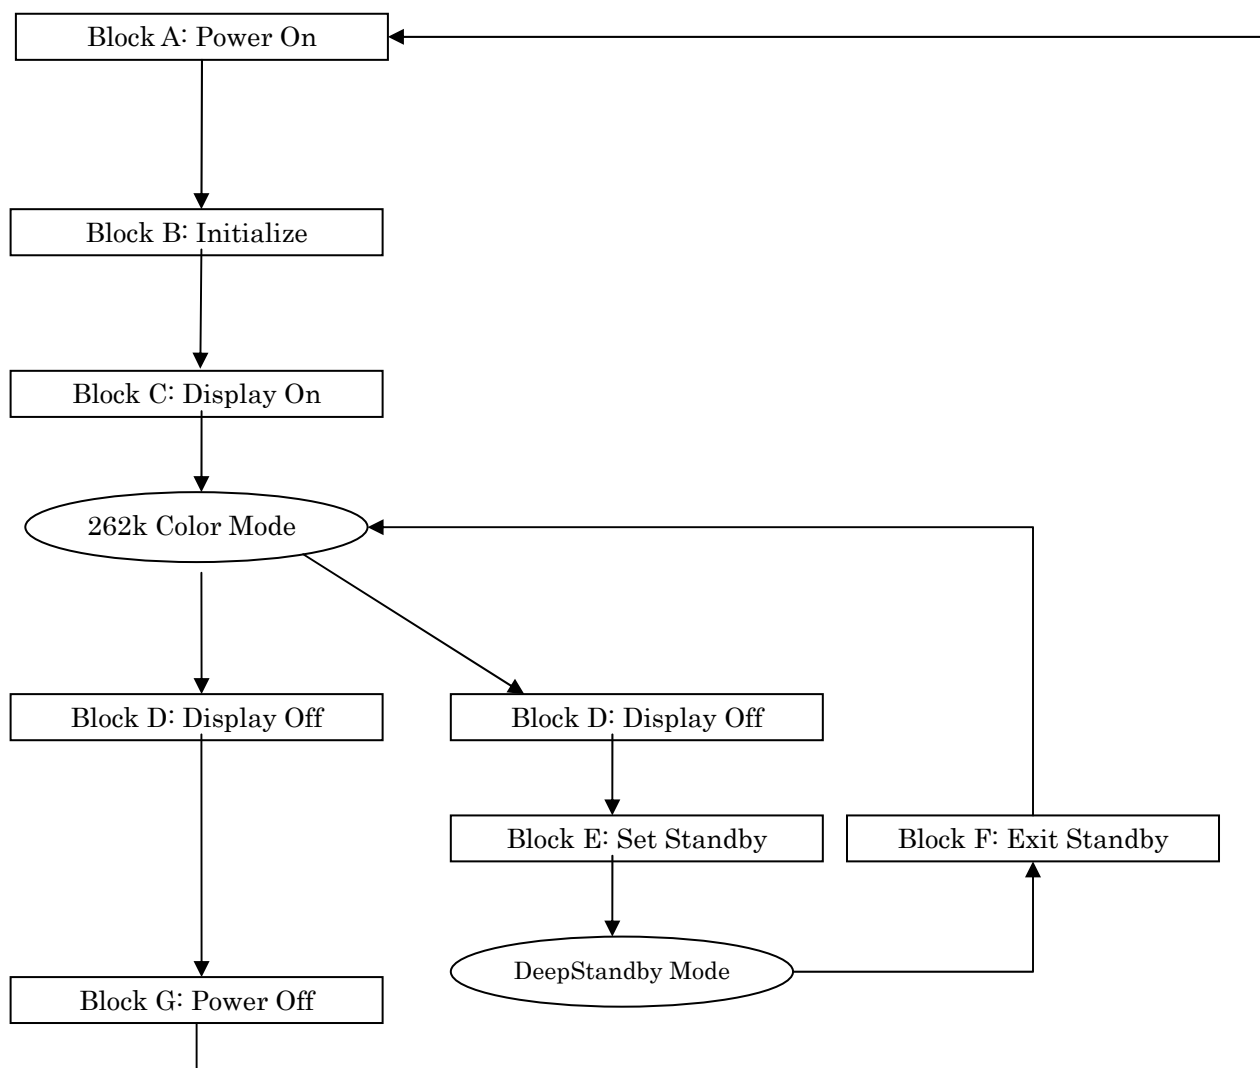 Block A: Power On
Block B: Initialize
Block C: Display On
262k Color Mode
Block D: Display Off
Block D: Display Off
Block E: Set Standby
Block F: Exit Standby
DeepStandby Mode
Block G: Power Off